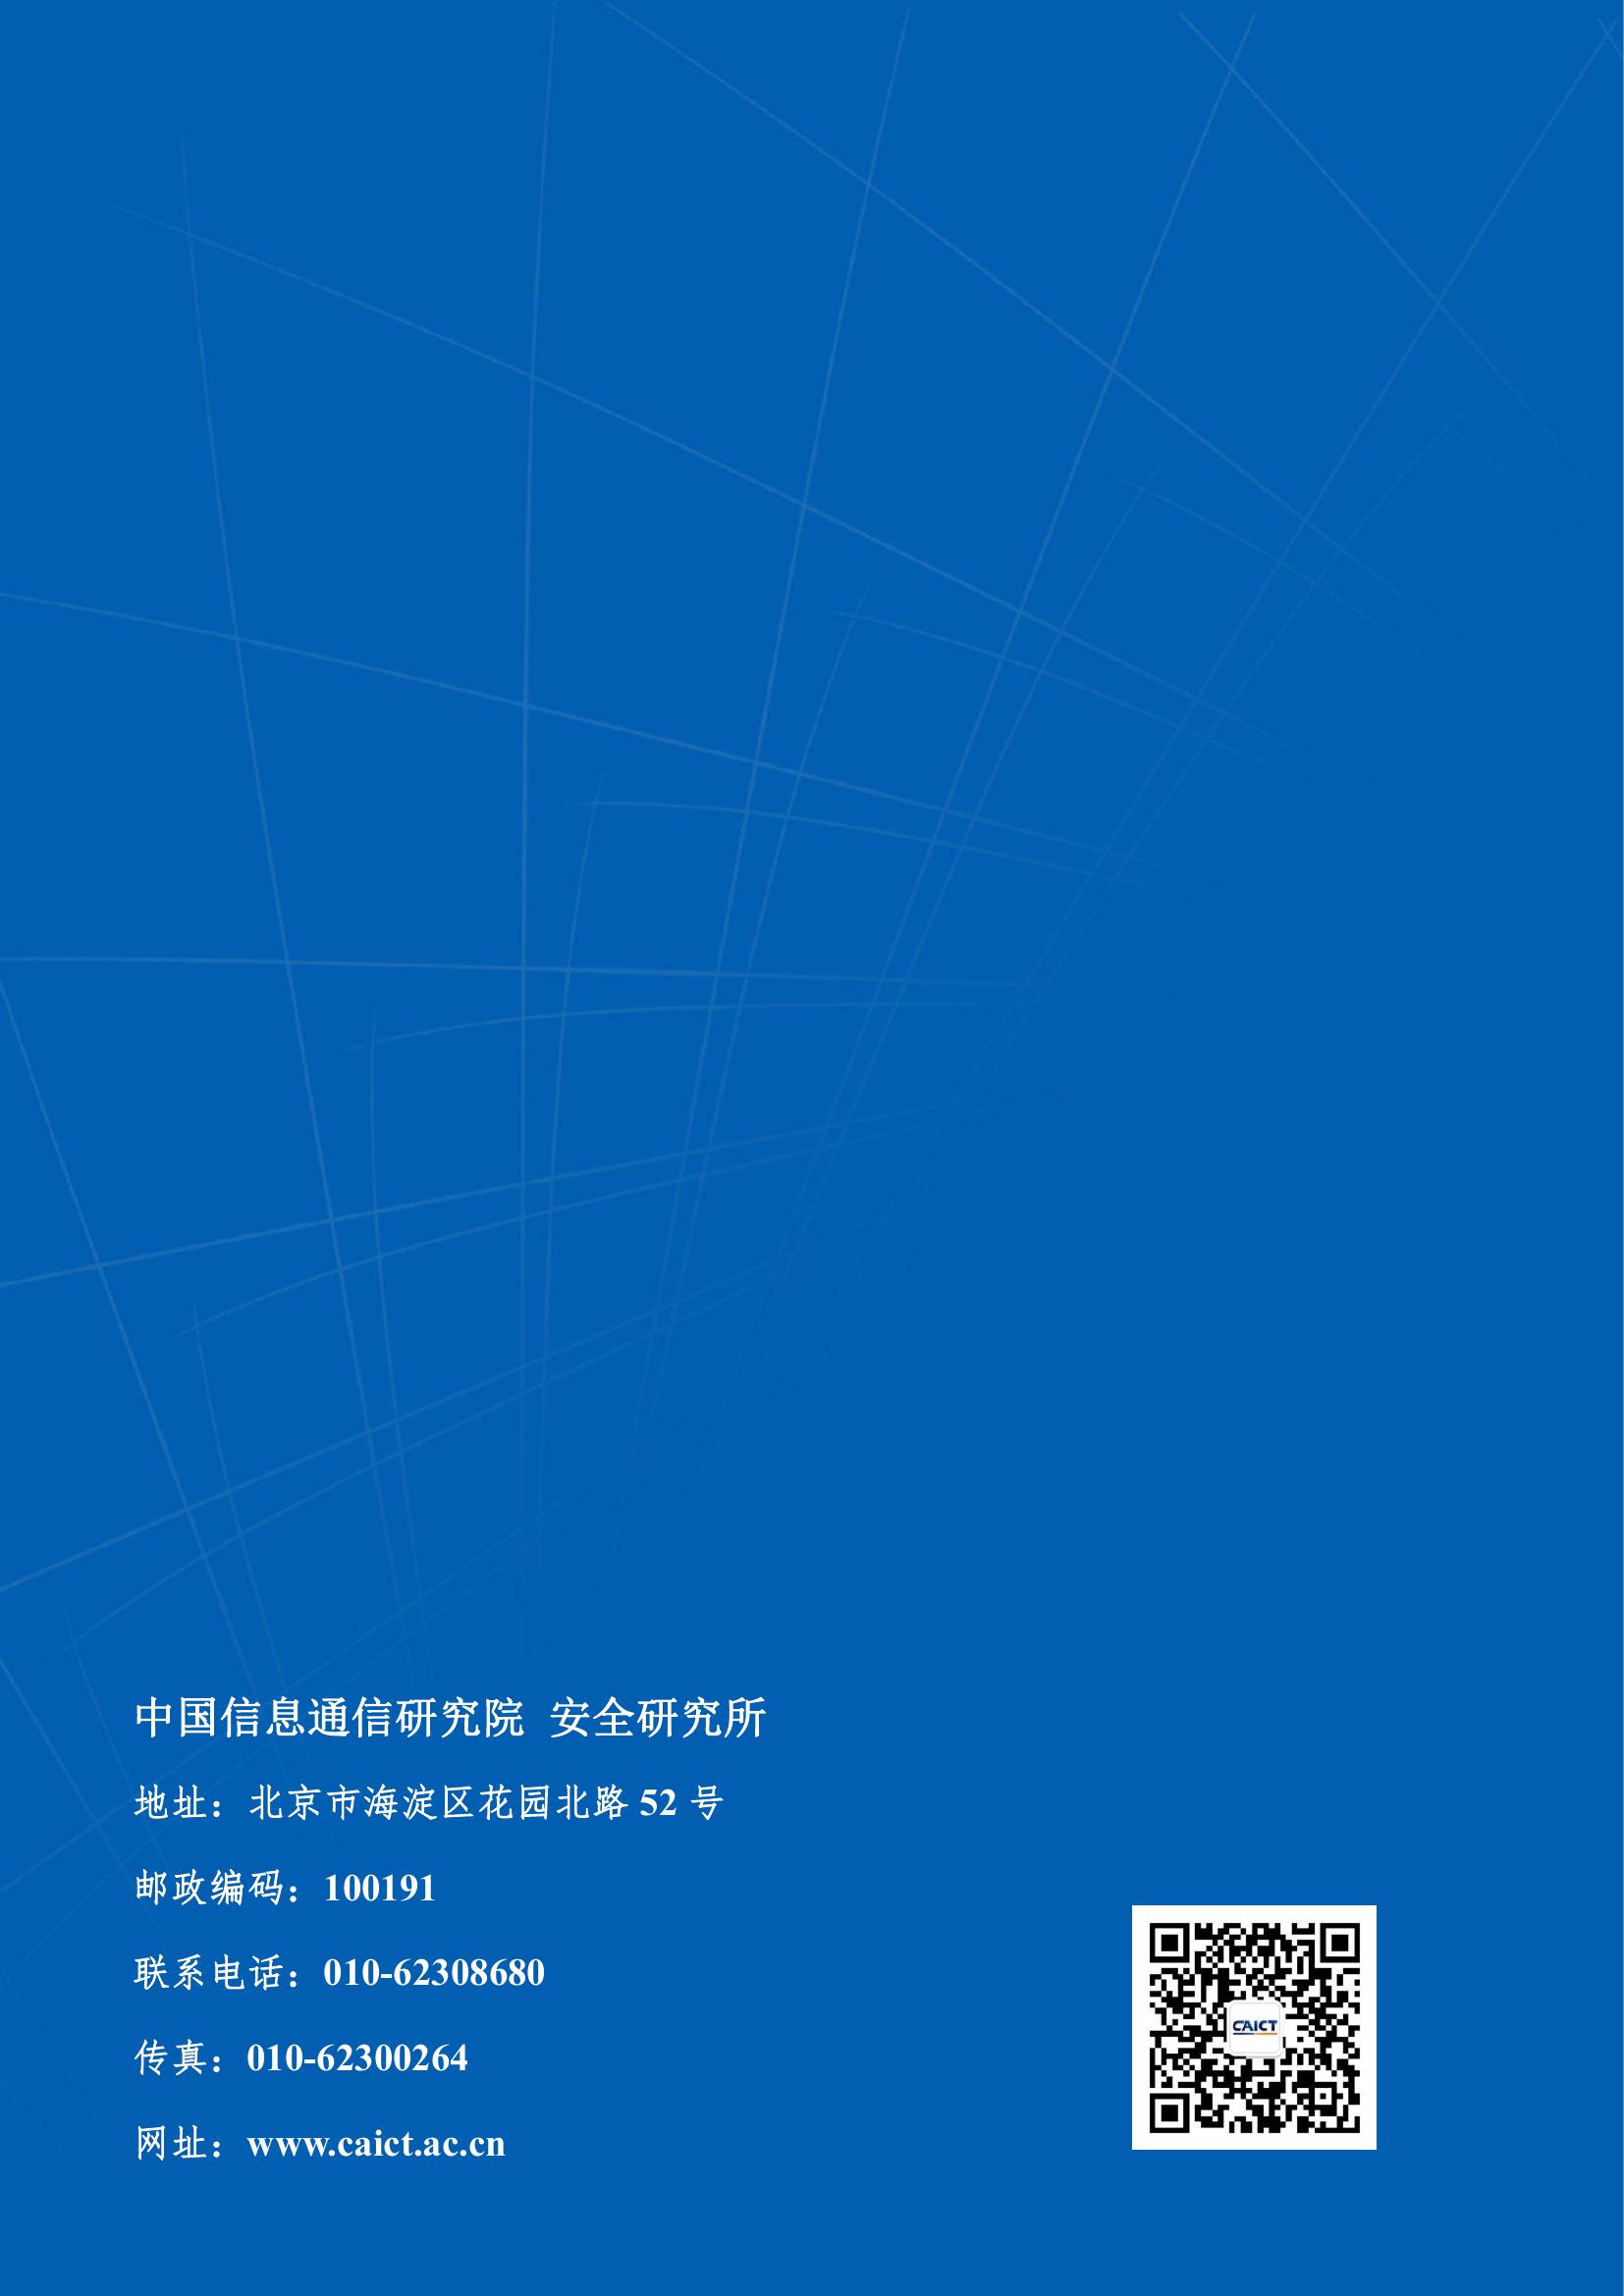 中国信息通信研究院 安全研究所
地址：北京市海淀区花园北路 52 号
邮政编码：100191
联系电话：010-62308680
传真：010-62300264
网址：www.caict.ac.cn
CAICT